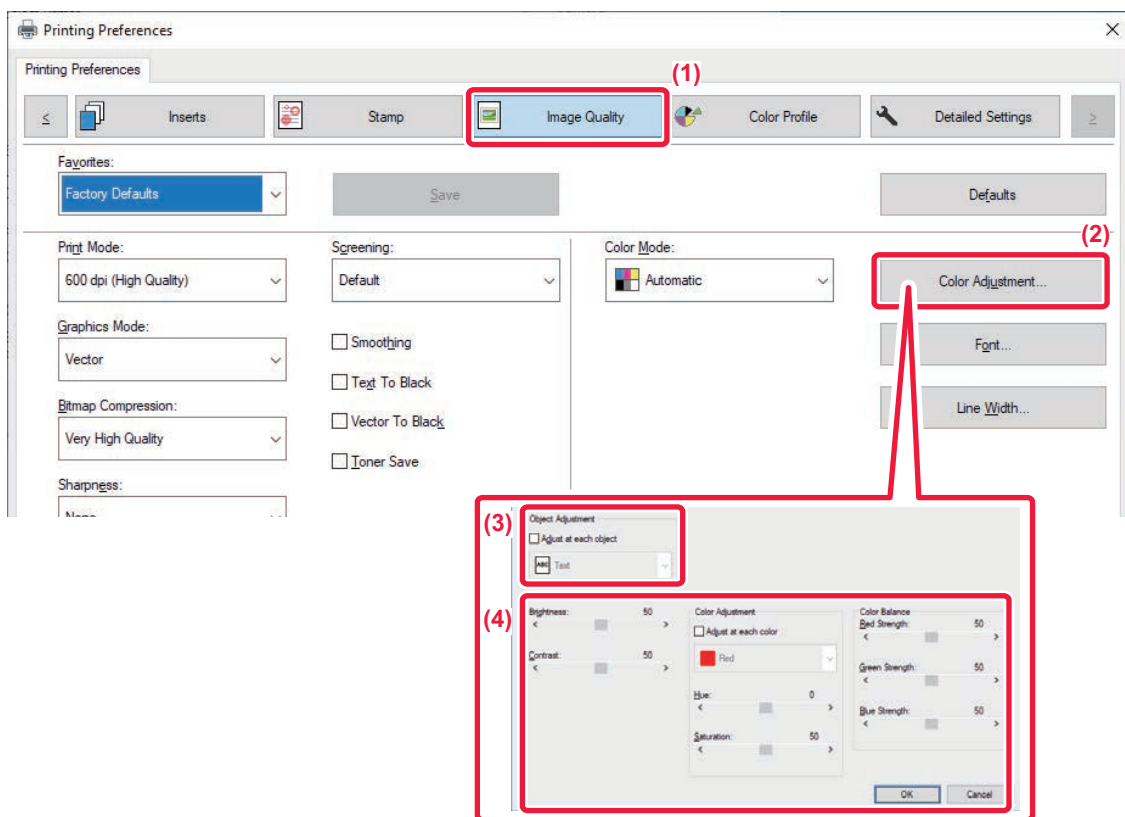 Printing Preferences
Printing Preferences
(1)
<
Inserts
Stamp
Image Quality
Color Profile
Detailed Settings
>
Favorites:
Factory Defaults
Save
Defaults
(2)
Print Mode:
600 dpi (High Quality)
Screening:
Default
Color Mode:
Automatic
Color Adjustment...
Graphics Mode:
Vector
Smoothing
Font...
Text To Black
Bitmap Compression:
Very High Quality
Vector To Black
Line Width...
Toner Save
Sharpness:
None
(3)
Object Adjustment
Adjust at each object
ABC Text
(4)
Brightness: 50
Contrast: 50
Color Adjustment
Adjust at each color
Red
Hue: 0
Saturation: 50
Color Balance
Red Strength: 50
Green Strength: 50
Blue Strength: 50
OK
Cancel